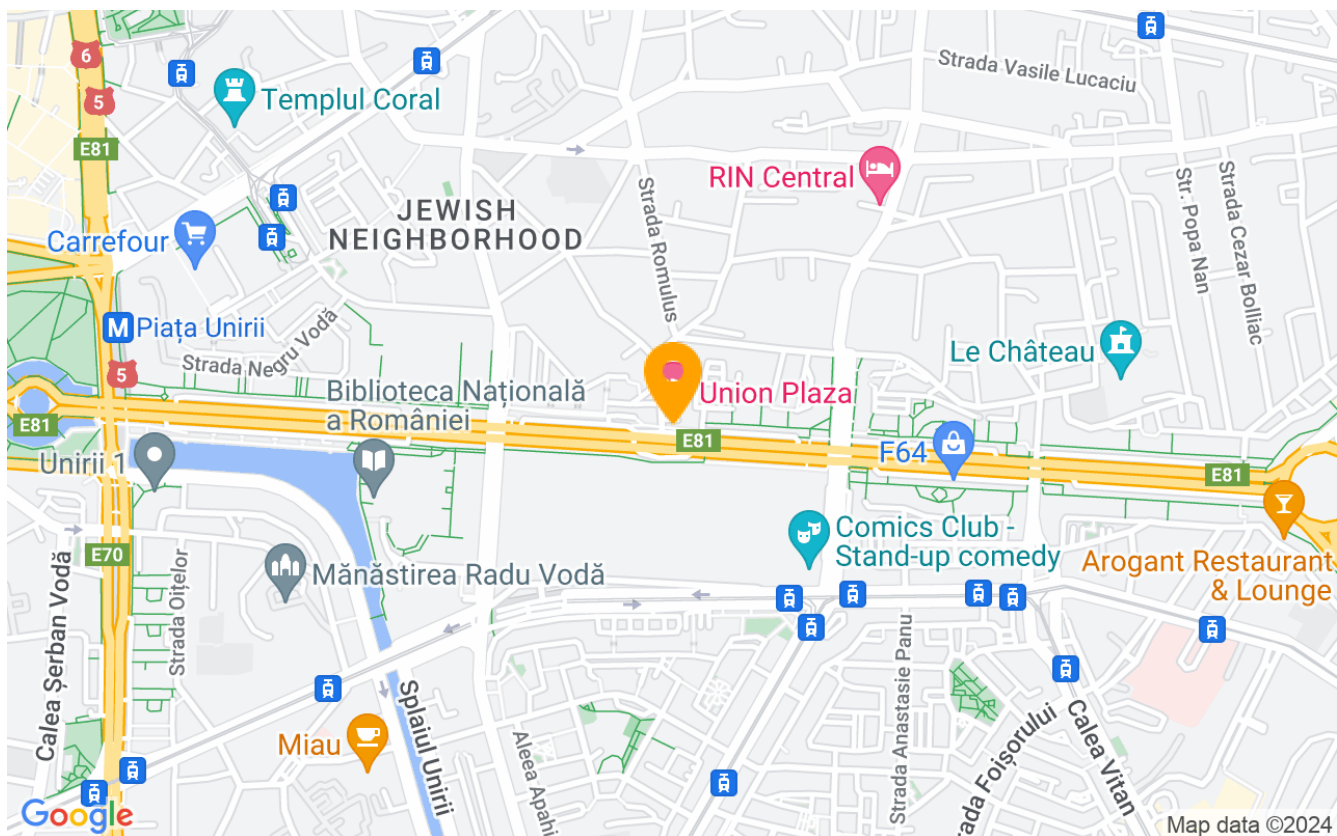 6
5
E81
Templul Coral
Strada Vasile Lucaciu
RIN Central
Strada Romulus
Str. Popa Nan
Strada Cezar Bolliac
JEWISH
NEIGHBORHOOD
Carrefour
M Piața Unirii
5
Strada Negru Vodă
Le Château
Biblioteca Națională
a României
Union Plaza
E81
E81
F64
E81
Unirii 1
E70
Comics Club -
Stand-up comedy
Arogant Restaurant
& Lounge
Mănăstirea Radu Vodă
Calea Șerban Vodă
Strada Oițelor
Splaiul Unirii
Miau
Aleea Apahi
Strada Anastasie Panu
rada Foișorului
Calea Vitan
Google
Map data ©2024